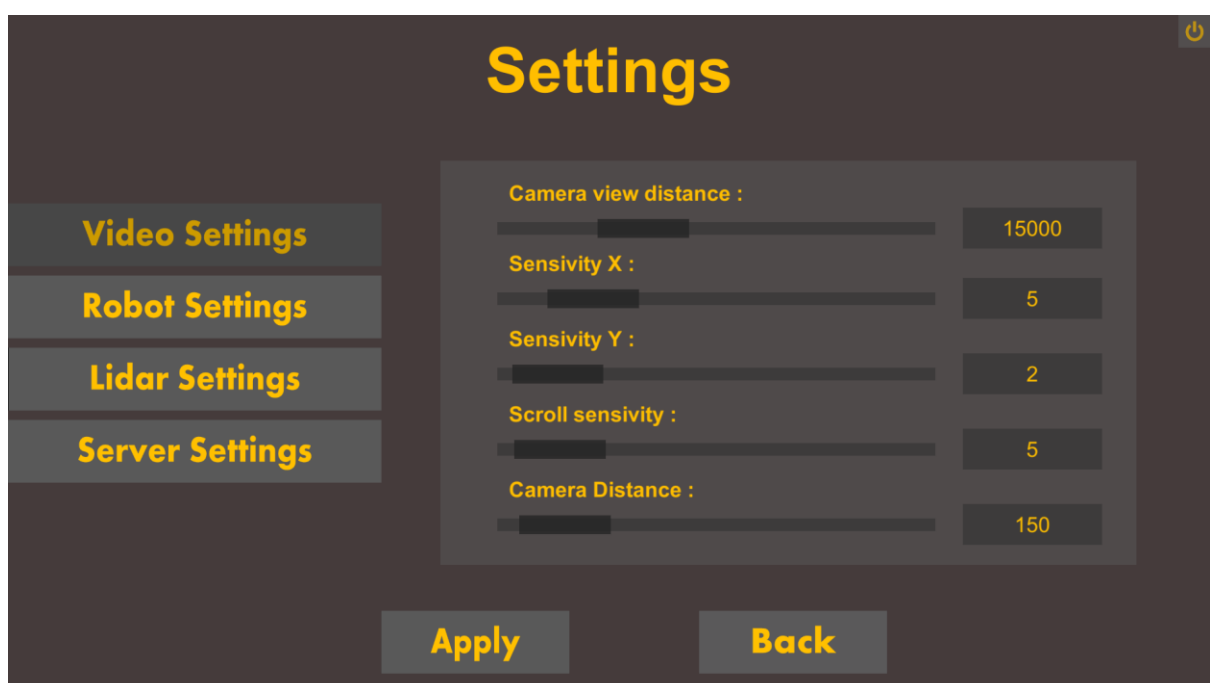 Settings
Video Settings
Robot Settings
Lidar Settings
Server Settings
Camera view distance :
15000
Sensivity X :
5
Sensivity Y :
2
Scroll sensivity :
5
Camera Distance :
150
Apply
Back